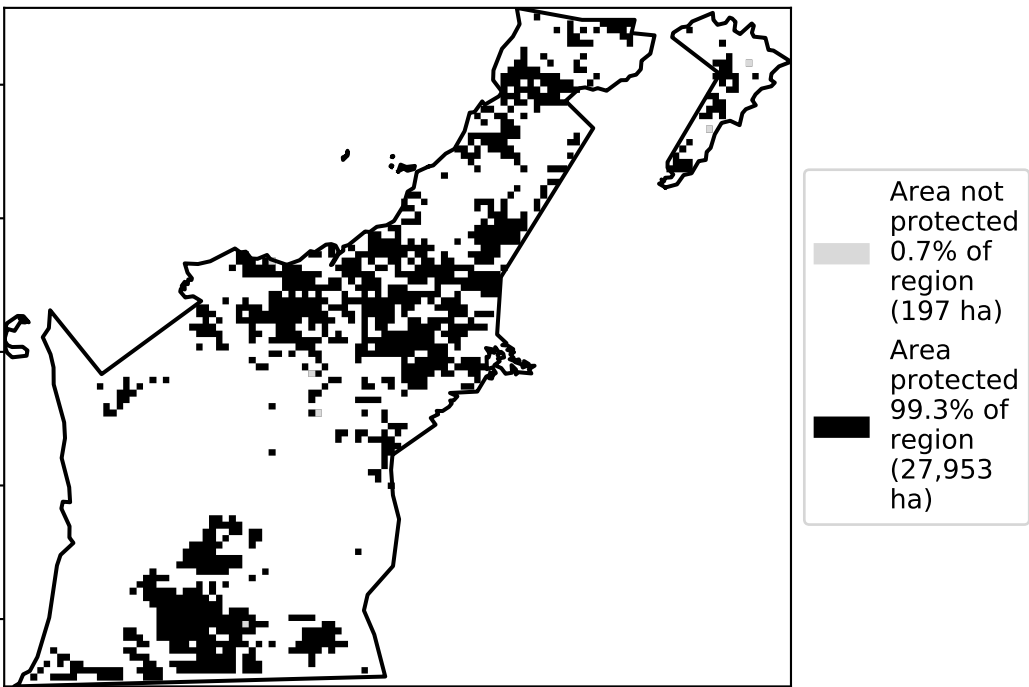 Area not
protected
0.7% of
region
(197 ha)
Area
protected
99.3% of
region
(27,953
ha)